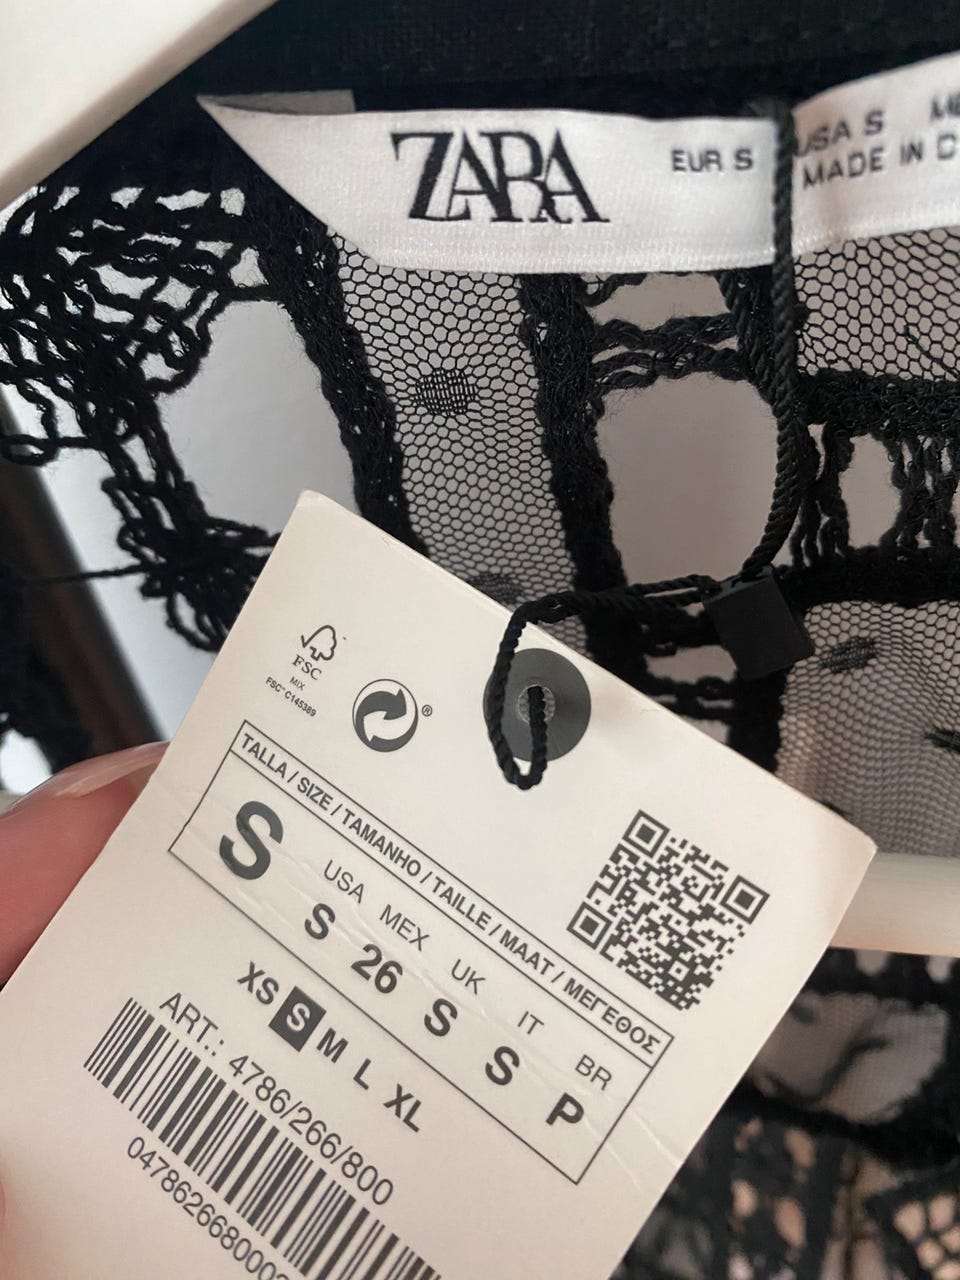 ZARA
EUR S
USA S
MADE IN
FSC
MIX
FSC™ C145389
®
TALLA / SIZE / TAMANHO / TAILLE / MAAT / ΜΕΓΕΘΟΣ
S
USA MEX UK IT BR
S 26 S S P
XS S M L XL
ART.: 4786/266/800